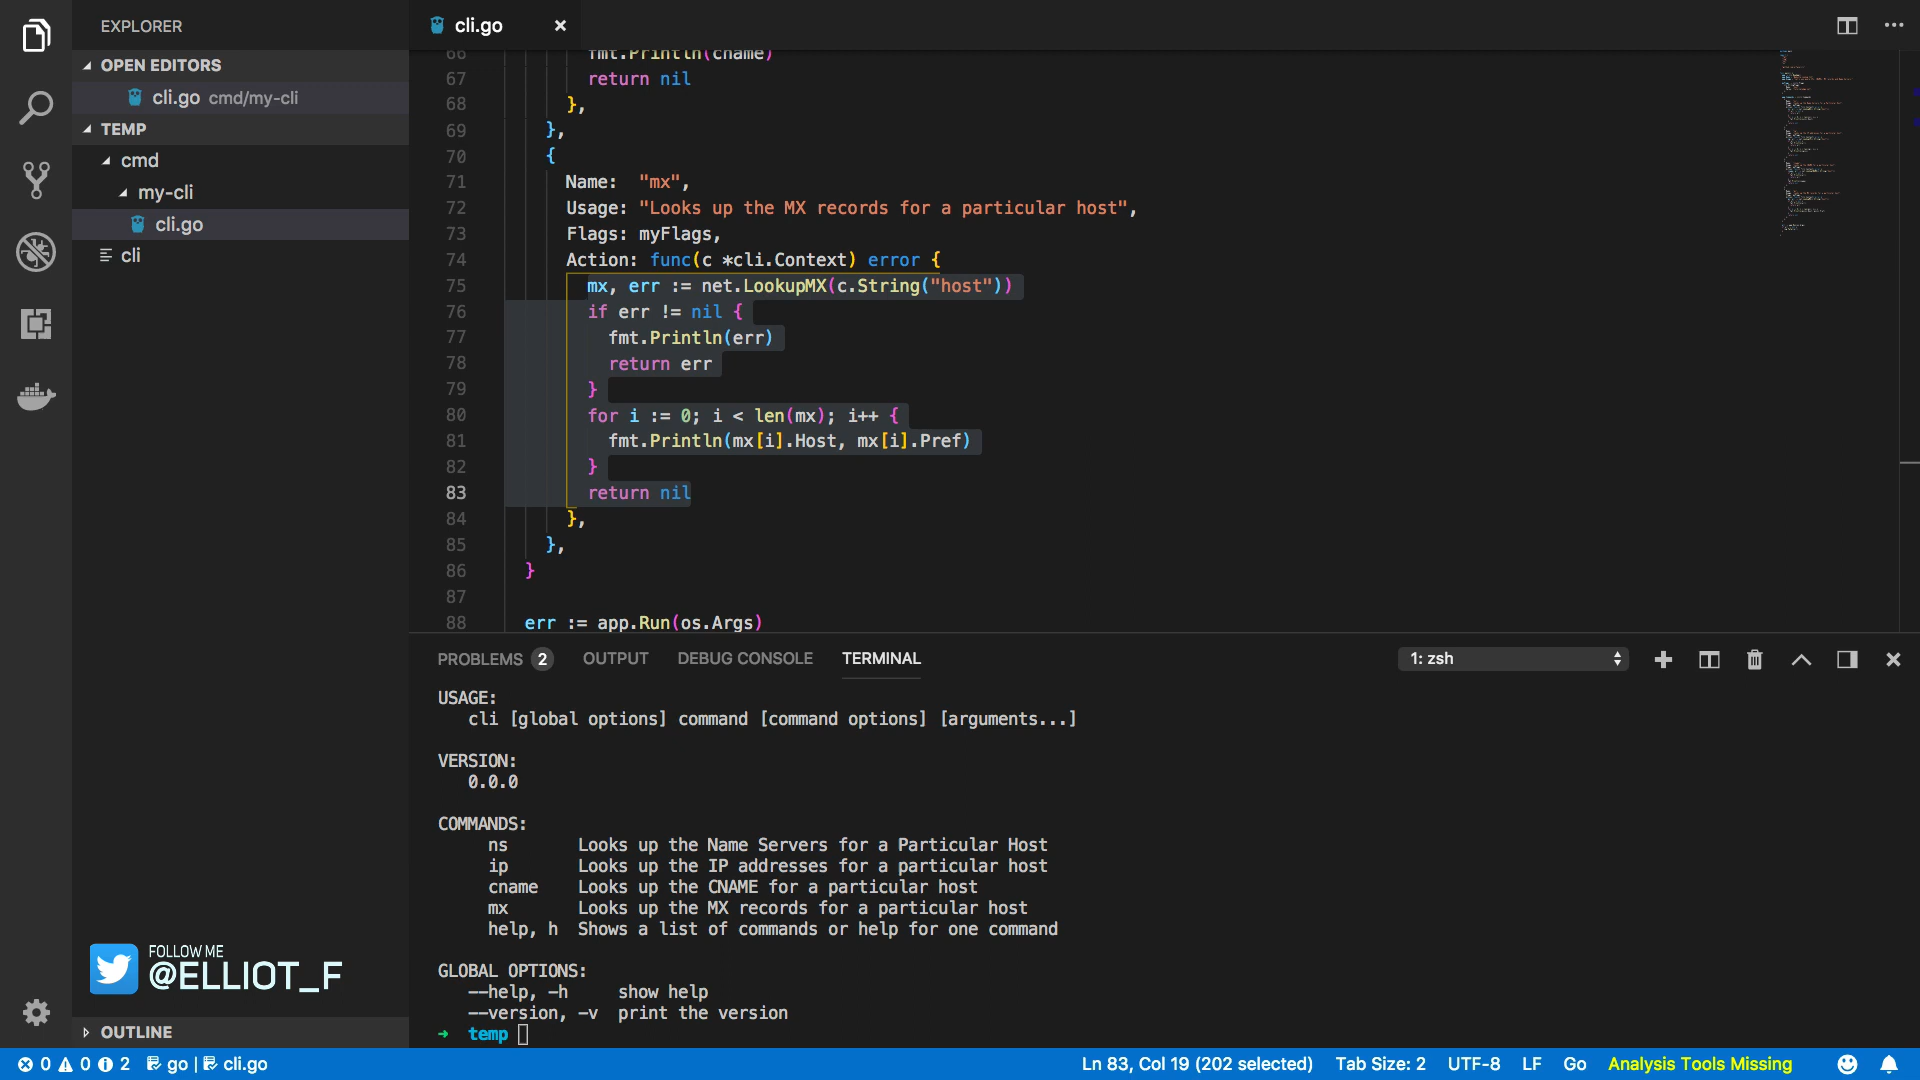 EXPLORER
OPEN EDITORS
cli.go cmd/my-cli
TEMP
cmd
my-cli
cli.go
cli
FOLLOW ME
@ELLIOT_F
OUTLINE
cli.go
66 fmt.Println(cname)
67 return nil
68 },
69 },
70 {
71 Name: "mx",
72 Usage: "Looks up the MX records for a particular host",
73 Flags: myFlags,
74 Action: func(c *cli.Context) error {
75 mx, err := net.LookupMX(c.String("host"))
76 if err != nil {
77 fmt.Println(err)
78 return err
79 }
80 for i := 0; i < len(mx); i++ {
81 fmt.Println(mx[i].Host, mx[i].Pref)
82 }
83 return nil
84 },
85 },
86 }
87
88 err := app.Run(os.Args)
PROBLEMS 2 OUTPUT DEBUG CONSOLE TERMINAL 1: zsh
USAGE:
cli [global options] command [command options] [arguments...]
VERSION:
0.0.0
COMMANDS:
ns Looks up the Name Servers for a Particular Host
ip Looks up the IP addresses for a particular host
cname Looks up the CNAME for a particular host
mx Looks up the MX records for a particular host
help, h Shows a list of commands or help for one command
GLOBAL OPTIONS:
--help, -h show help
--version, -v print the version
→ temp
0 0 2 go | cli.go Ln 83, Col 19 (202 selected) Tab Size: 2 UTF-8 LF Go Analysis Tools Missing